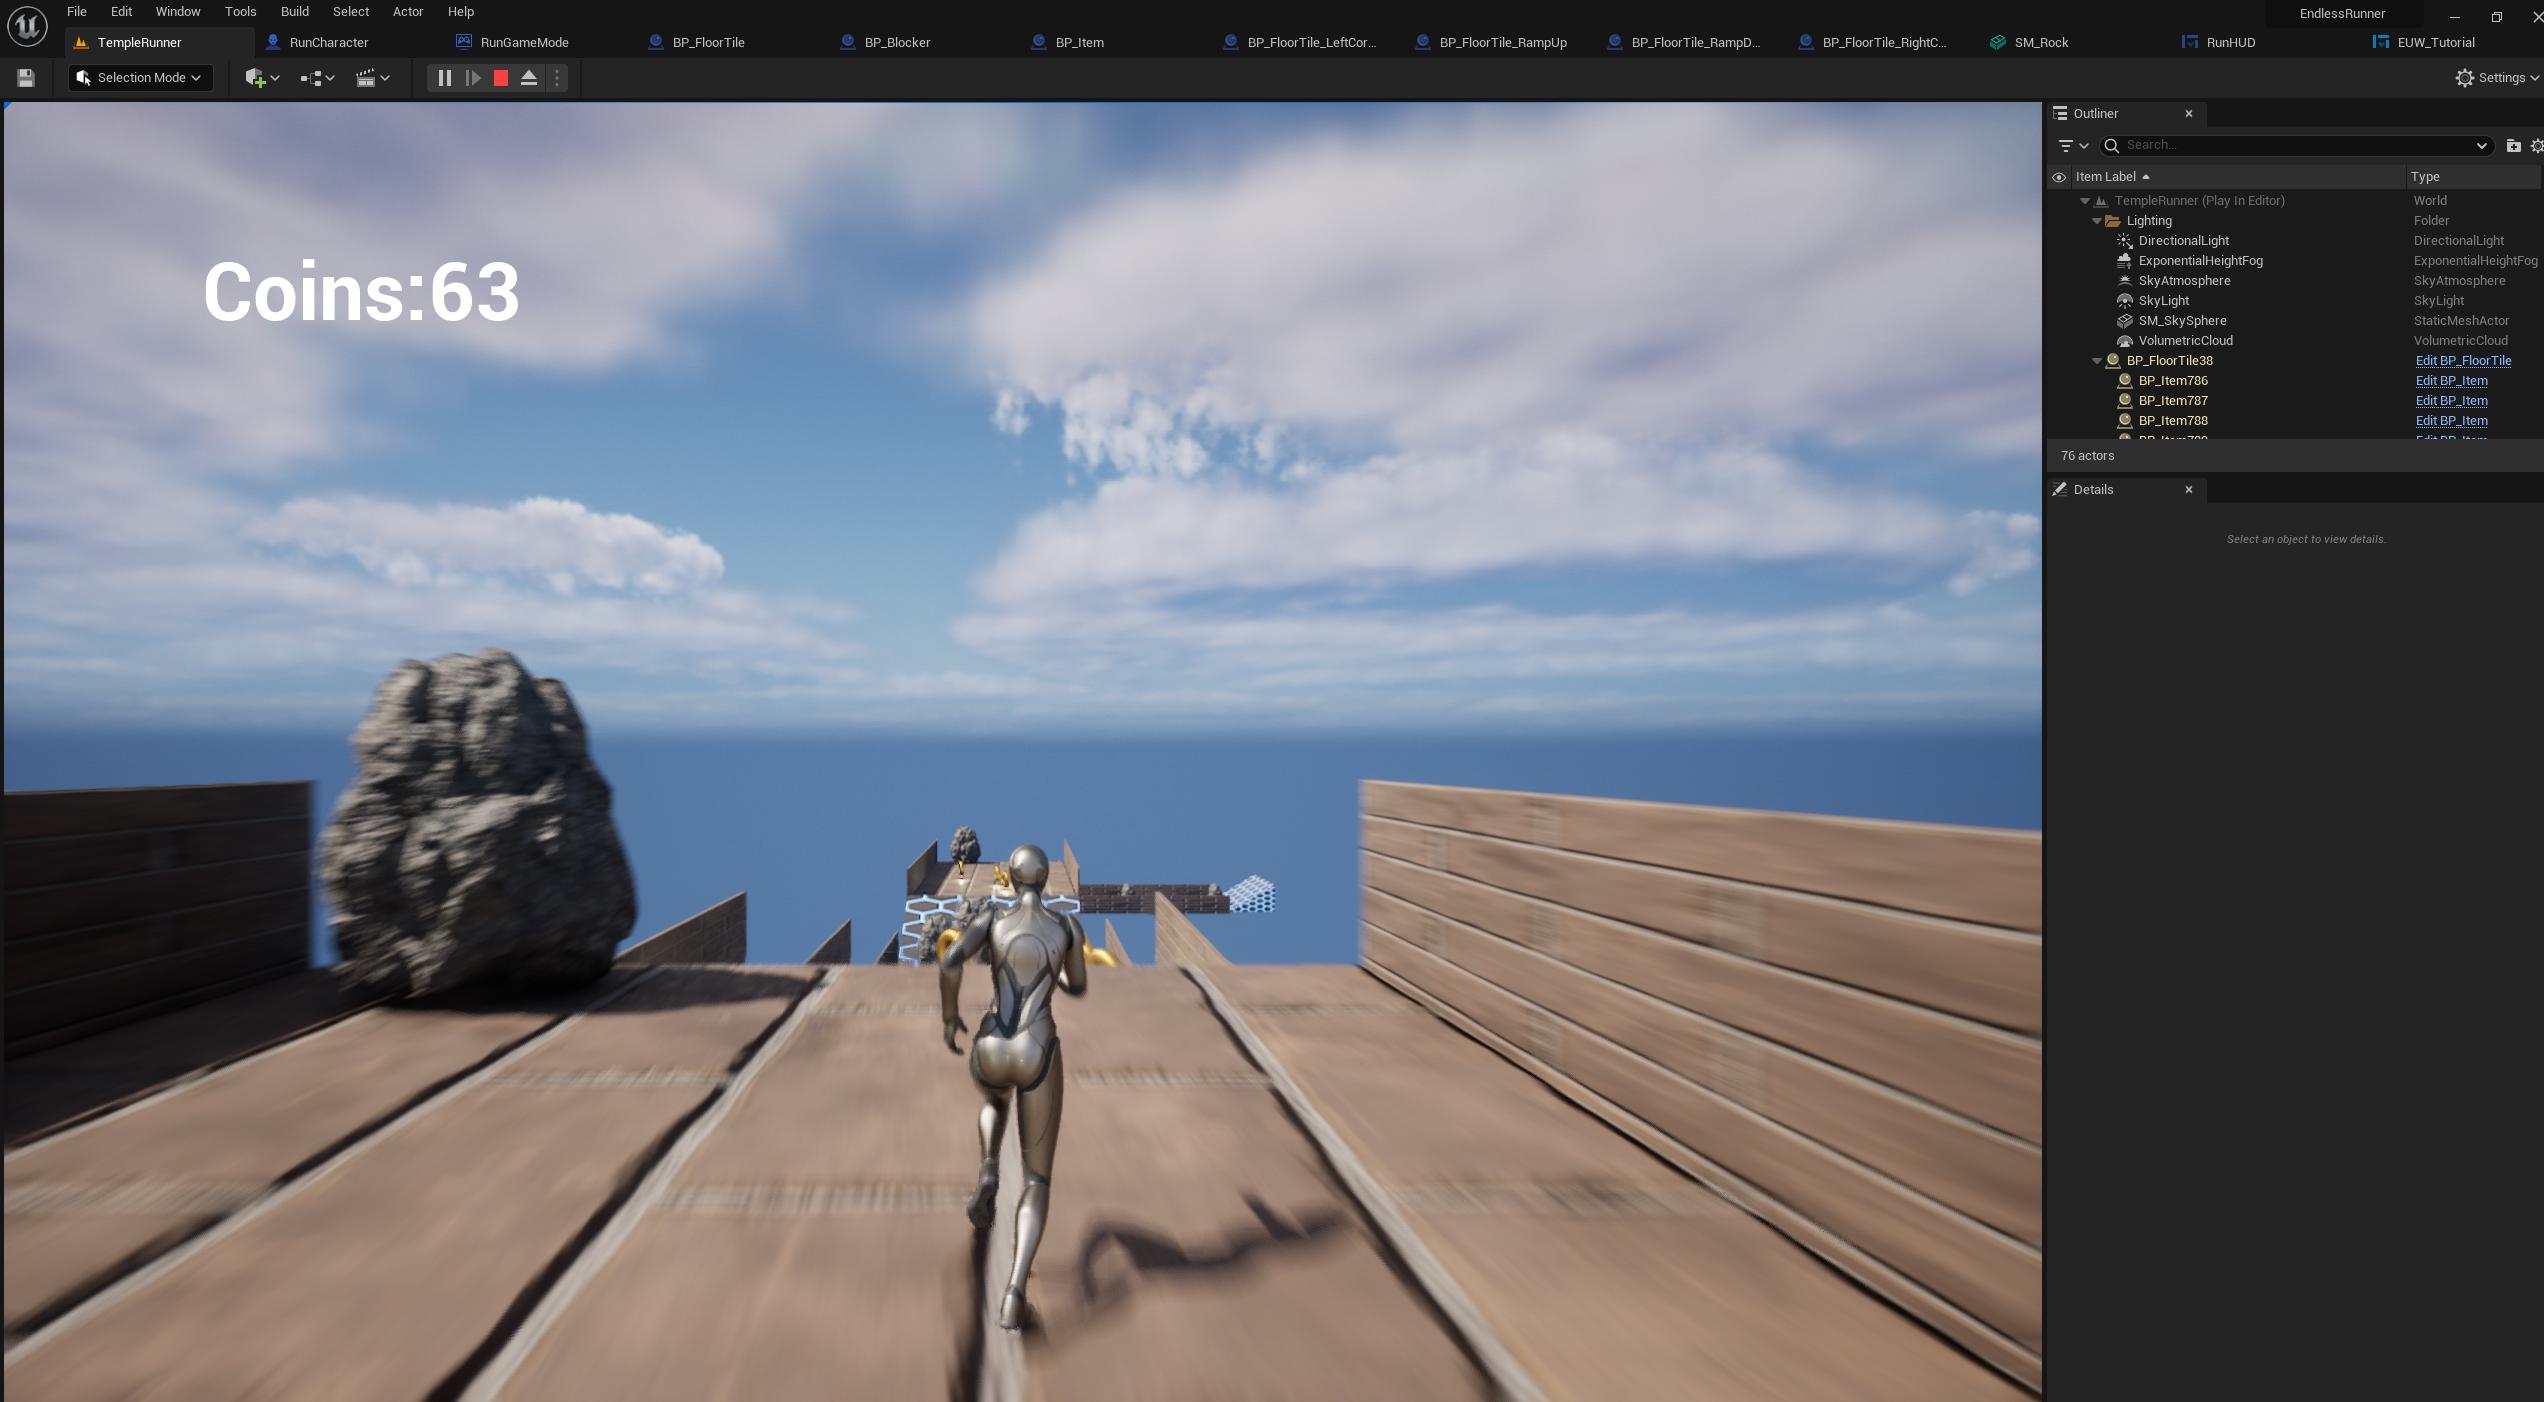 File Edit Window Tools Build Select Actor Help
EndlessRunner
TempleRunner RunCharacter RunGameMode BP_FloorTile BP_Blocker BP_Item BP_FloorTile_LeftCor... BP_FloorTile_RampUp BP_FloorTile_RampD... BP_FloorTile_RightC... SM_Rock RunHUD EUW_Tutorial
Selection Mode
Settings
Coins:63
Outliner
Search...
Item Label Type
TempleRunner (Play In Editor) World
Lighting Folder
DirectionalLight DirectionalLight
ExponentialHeightFog ExponentialHeightFog
SkyAtmosphere SkyAtmosphere
SkyLight SkyLight
SM_SkySphere StaticMeshActor
VolumetricCloud VolumetricCloud
BP_FloorTile38 Edit BP_FloorTile
BP_Item786 Edit BP_Item
BP_Item787 Edit BP_Item
BP_Item788 Edit BP_Item
76 actors
Details
Select an object to view details.